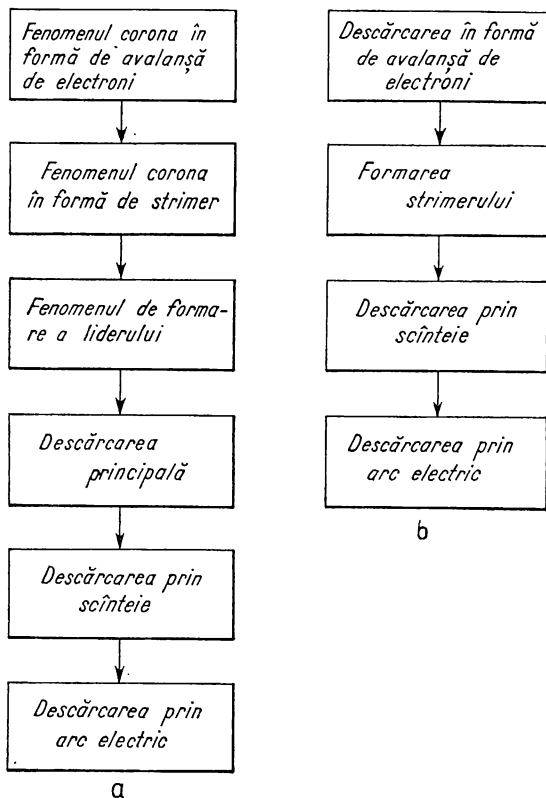 Fenomenul corona în
formă de avalanşă
de electroni
Fenomenul corona
în formă de strimer
Fenomenul de forma-
re a liderului
Descărcarea
principală
Descărcarea prin
scînteie
Descărcarea prin
arc electric
a
Descărcarea în formă
de avalanşă de
electroni
Formarea
strimerului
Descărcarea prin
scînteie
Descărcarea prin
arc electric
b